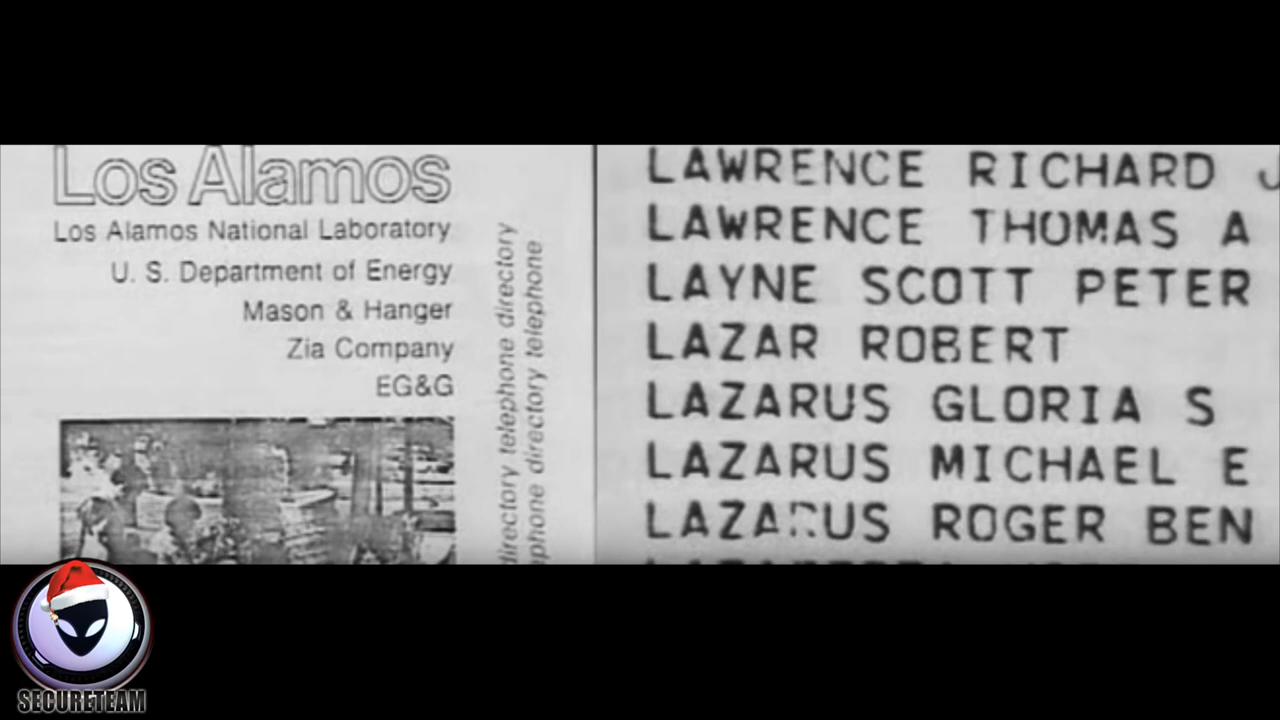 Los Alamos
Los Alamos National Laboratory
U. S. Department of Energy
Mason & Hanger
Zia Company
EG&G
directory telephone directory
directory telephone
LAWRENCE RICHARD J
LAWRENCE THOMAS A
LAYNE SCOTT PETER
LAZAR ROBERT
LAZARUS GLORIA S
LAZARUS MICHAEL E
LAZARUS ROGER BEN
SECURETEAM